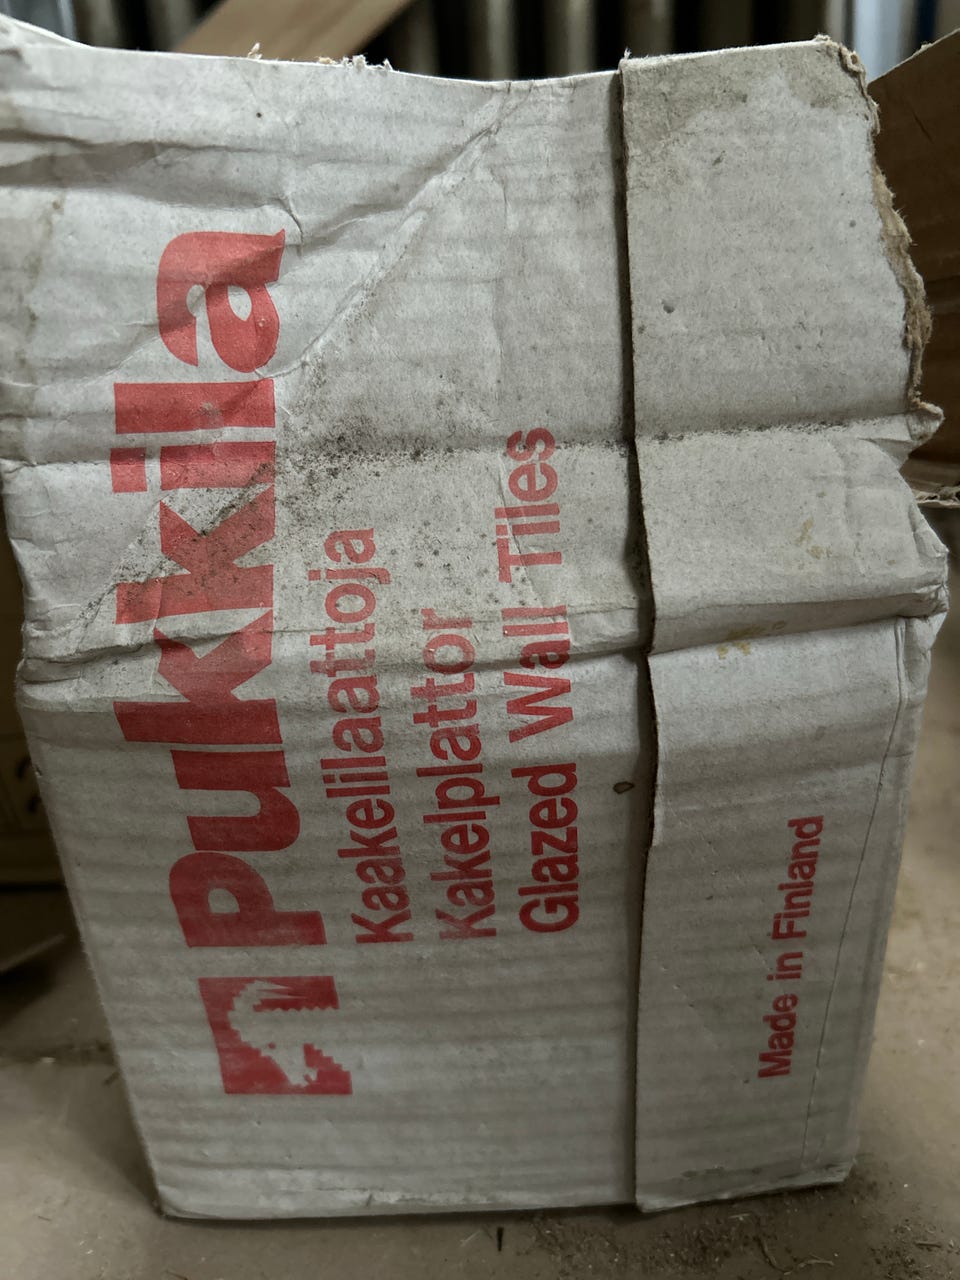 Pukkila
Kaakelilaattoja
Kakelplattor
Glazed Wall Tiles
Made in Finland